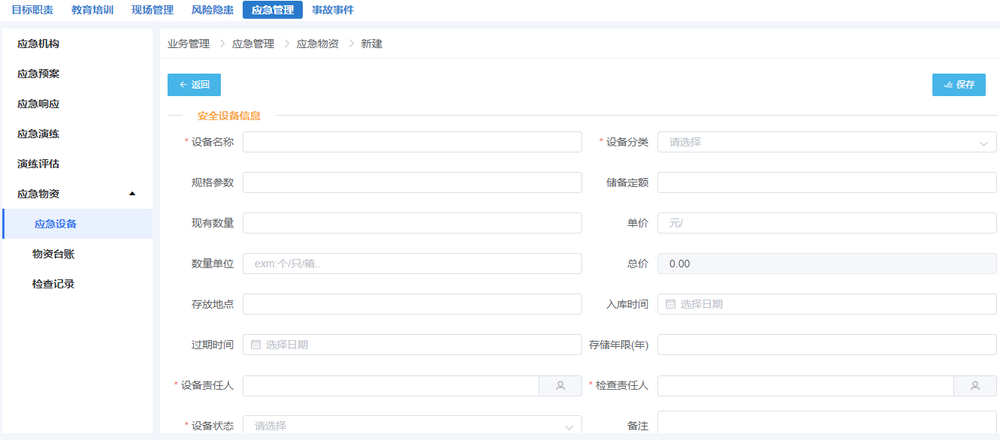 目标职责 教育培训 现场管理 风险隐患 应急管理 事故事件
应急机构
应急预案
应急响应
应急演练
演练评估
应急物资
应急设备
物资台账
检查记录
业务管理 > 应急管理 > 应急物资 > 新建
← 返回 保存
安全设备信息
* 设备名称 * 设备分类 请选择
规格参数 储备定额
现有数量 单价 元/
数量单位 exm:个/只/箱.. 总价 0.00
存放地点 入库时间 选择日期
过期时间 选择日期 存储年限(年)
* 设备责任人 * 检查责任人
* 设备状态 请选择 备注